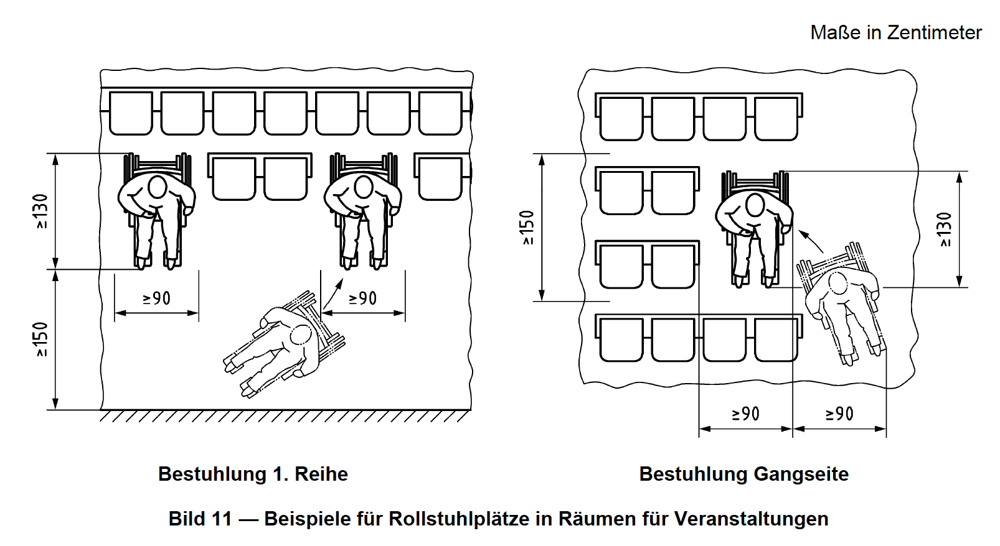 Maße in Zentimeter
≥130
≥150
≥90
≥90
≥150
≥130
≥90
≥90
Bestuhlung 1. Reihe
Bestuhlung Gangseite
Bild 11 — Beispiele für Rollstuhlplätze in Räumen für Veranstaltungen